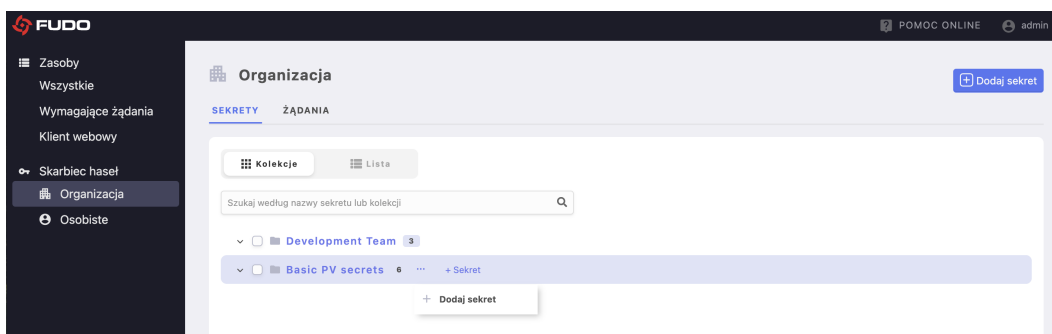 FUDO
POMOC ONLINE
admin
Zasoby
Wszystkie
Wymagające żądania
Klient webowy
Skarbiec haseł
Organizacja
Osobiste
Organizacja
Dodaj sekret
SEKRETY
ŻĄDANIA
Kolekcje
Lista
Szukaj według nazwy sekretu lub kolekcji
Development Team 3
Basic PV secrets 6 ··· + Sekret
+ Dodaj sekret